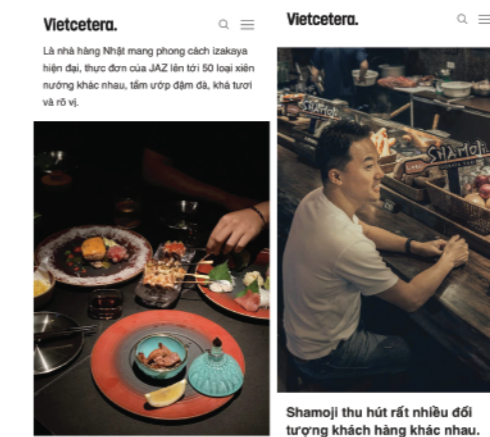 Vietcetera.
Là nhà hàng Nhật mang phong cách izakaya
hiện đại, thực đơn của JAZ lên tới 50 loại xiên
nướng khác nhau, tẩm ướp đậm đà, khá tươi
và rõ vị.
Vietcetera.
SHAMOJI
SHAMOJI
Shamoji thu hút rất nhiều đối
tượng khách hàng khác nhau.